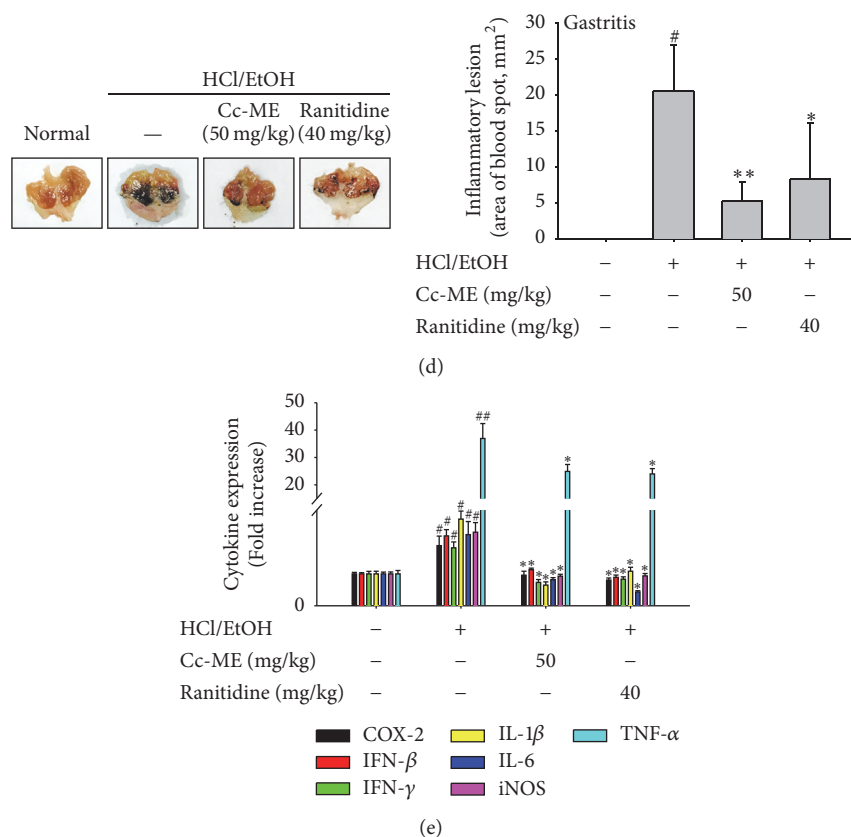 HCl/EtOH
Normal — Cc-ME (50 mg/kg) Ranitidine (40 mg/kg)
Gastritis
Inflammatory lesion
(area of blood spot, mm²)
30
25
20
15
10
5
0
#
**
*
HCl/EtOH − + + +
Cc-ME (mg/kg) − − 50 −
Ranitidine (mg/kg) − − − 40
(d)
Cytokine expression
(Fold increase)
50
40
30
20
0
# # # # # # ##
* * * * * * *
* * * * * * *
HCl/EtOH − + + +
Cc-ME (mg/kg) − − 50 −
Ranitidine (mg/kg) − − − 40
COX-2 IL-1β TNF-α
IFN-β IL-6
IFN-γ iNOS
(e)